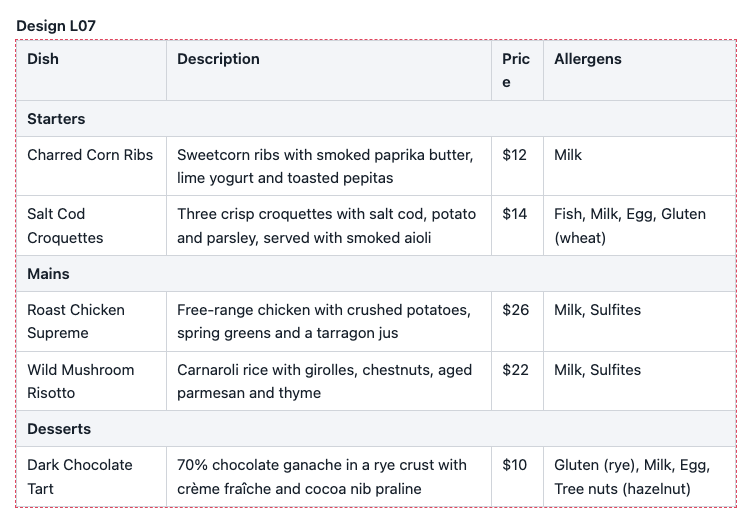 Design L07
Dish Description Pric Allergens
e
Starters
Charred Corn Ribs Sweetcorn ribs with smoked paprika butter, $12 Milk
lime yogurt and toasted pepitas
Salt Cod Three crisp croquettes with salt cod, potato $14 Fish, Milk, Egg, Gluten
Croquettes and parsley, served with smoked aioli (wheat)
Mains
Roast Chicken Free-range chicken with crushed potatoes, $26 Milk, Sulfites
Supreme spring greens and a tarragon jus
Wild Mushroom Carnaroli rice with girolles, chestnuts, aged $22 Milk, Sulfites
Risotto parmesan and thyme
Desserts
Dark Chocolate 70% chocolate ganache in a rye crust with $10 Gluten (rye), Milk, Egg,
Tart crème fraîche and cocoa nib praline Tree nuts (hazelnut)